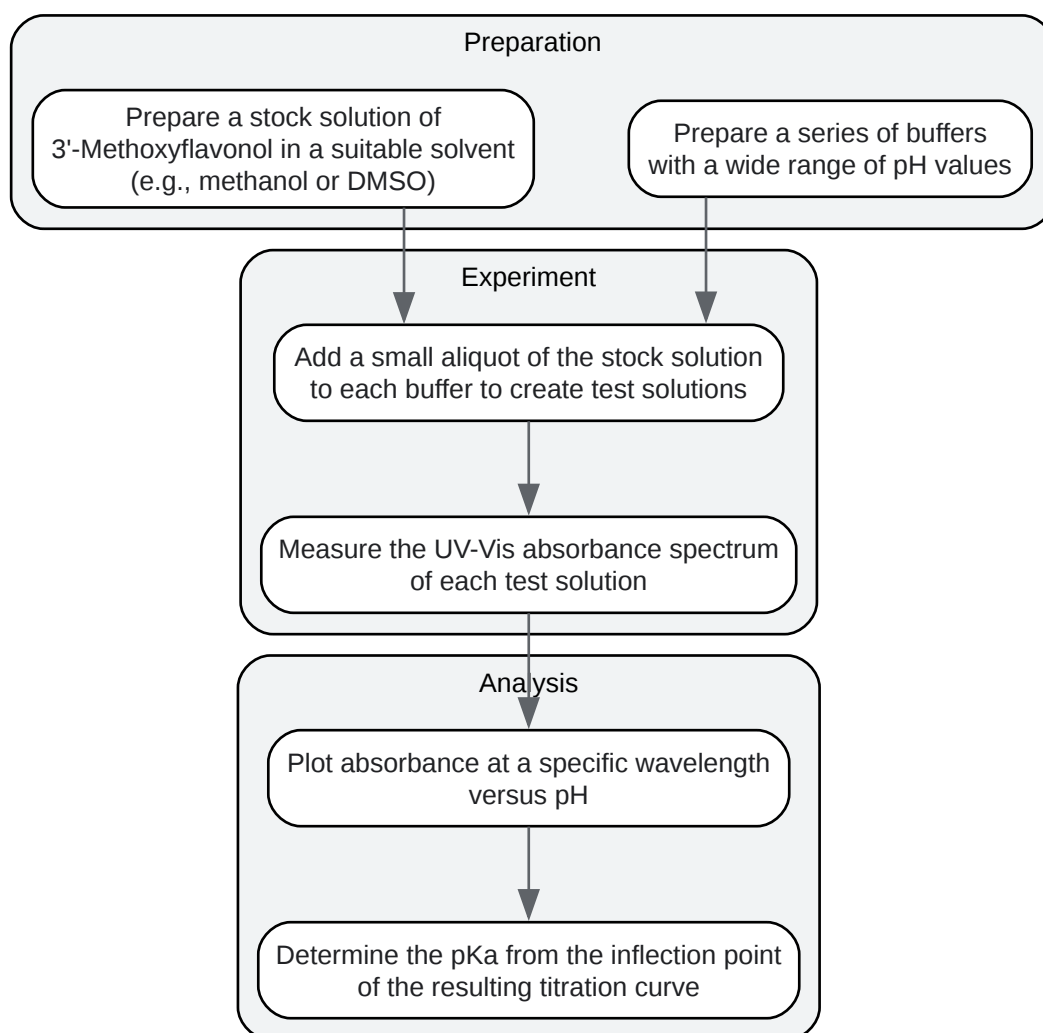 Preparation
Prepare a stock solution of
3'-Methoxyflavonol in a suitable solvent
(e.g., methanol or DMSO)
Prepare a series of buffers
with a wide range of pH values
Experiment
Add a small aliquot of the stock solution
to each buffer to create test solutions
Measure the UV-Vis absorbance spectrum
of each test solution
Analysis
Plot absorbance at a specific wavelength
versus pH
Determine the pKa from the inflection point
of the resulting titration curve